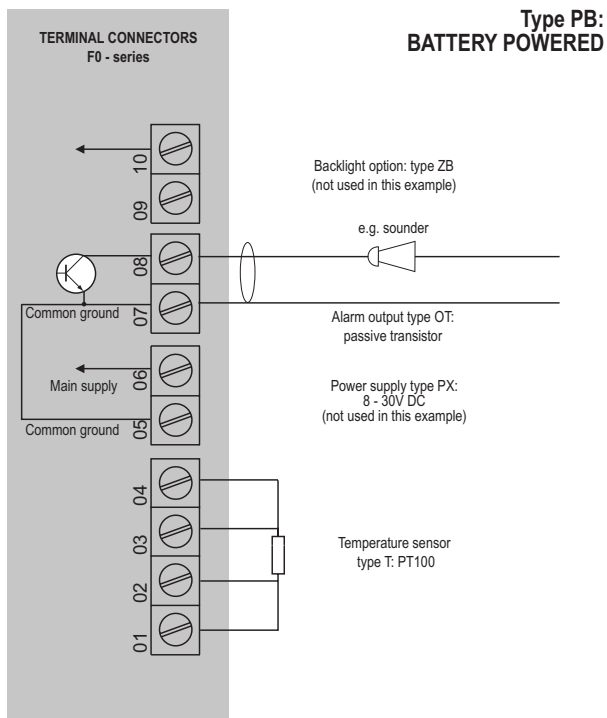 Type PB:
BATTERY POWERED
TERMINAL CONNECTORS
F0 - series
10
Backlight option: type ZB
(not used in this example)
09
e.g. sounder
08
Common ground
07
Alarm output type OT:
passive transistor
06
Main supply
Power supply type PX:
8 - 30V DC
(not used in this example)
05
Common ground
04
03
Temperature sensor
type T: PT100
02
01